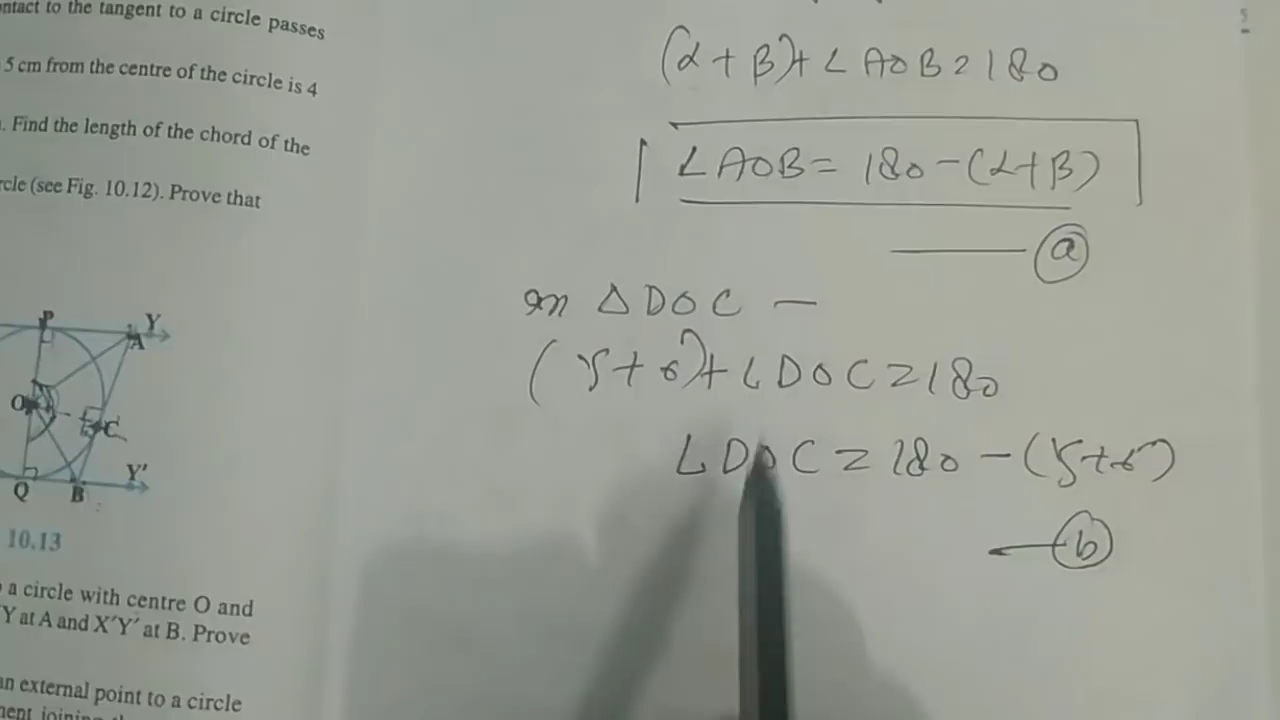 ontact to the tangent to a circle passes
5 cm from the centre of the circle is 4
. Find the length of the chord of the
rcle (see Fig. 10.12). Prove that
P
Y
A
O
C
Q
B
Y'
10.13
a circle with centre O and
Y at A and X'Y' at B. Prove
an external point to a circle
5
(α + β) + ∠AOB = 180
∠AOB = 180 - (α + β)
a
In ΔDOC —
(γ + δ) + ∠DOC = 180
∠DOC = 180 - (γ + δ)
b